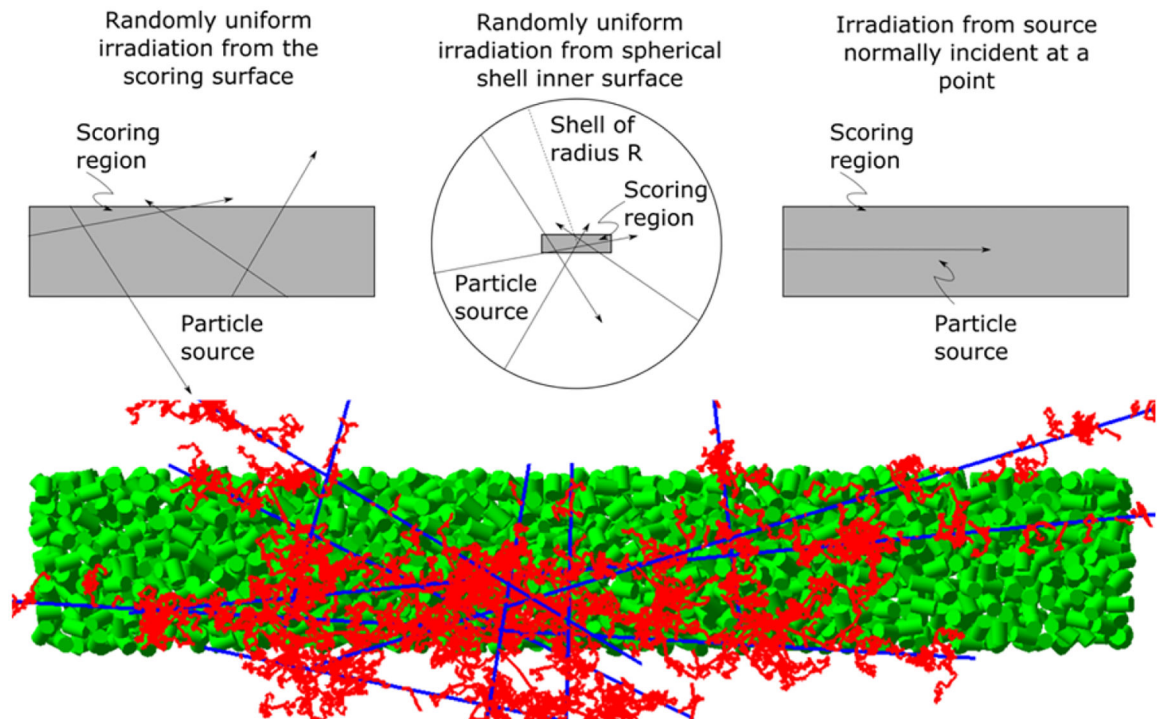 Randomly uniform
irradiation from the
scoring surface
Scoring
region
Particle
source
Randomly uniform
irradiation from spherical
shell inner surface
Shell of
radius R
Scoring
region
Particle
source
Irradiation from source
normally incident at a
point
Scoring
region
Particle
source